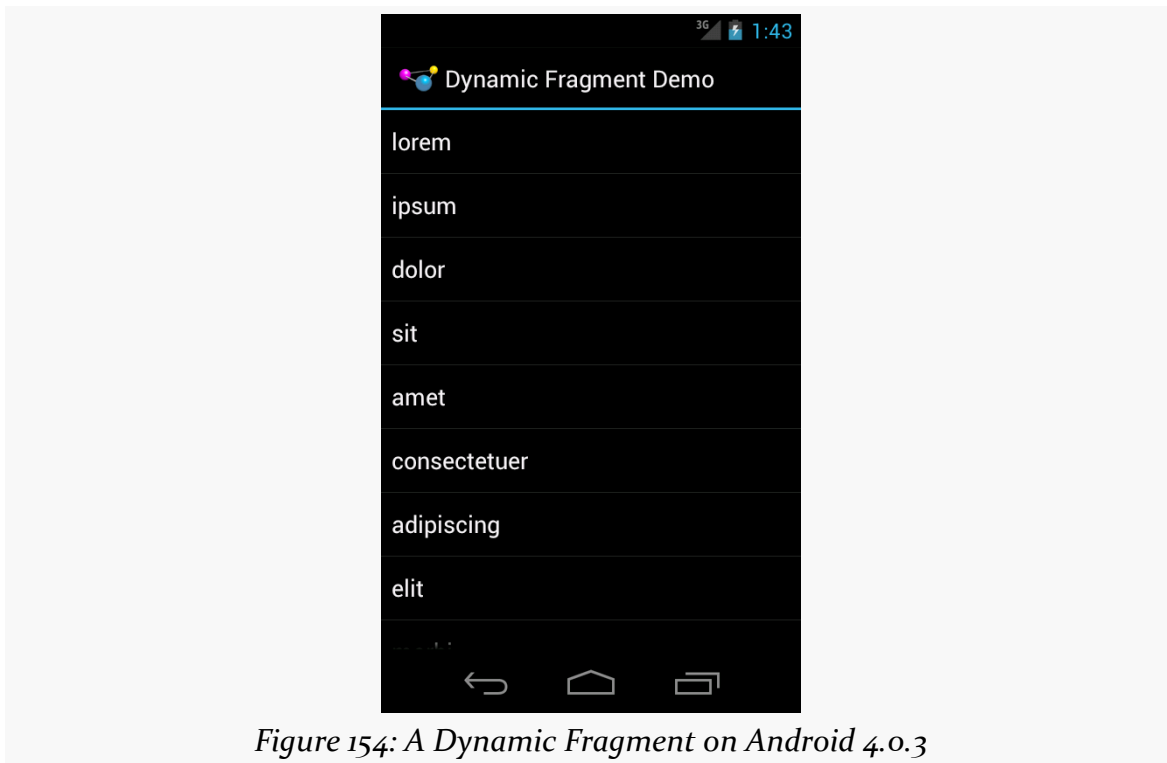 3G 1:43
Dynamic Fragment Demo
lorem
ipsum
dolor
sit
amet
consectetuer
adipiscing
elit
Figure 154: A Dynamic Fragment on Android 4.0.3